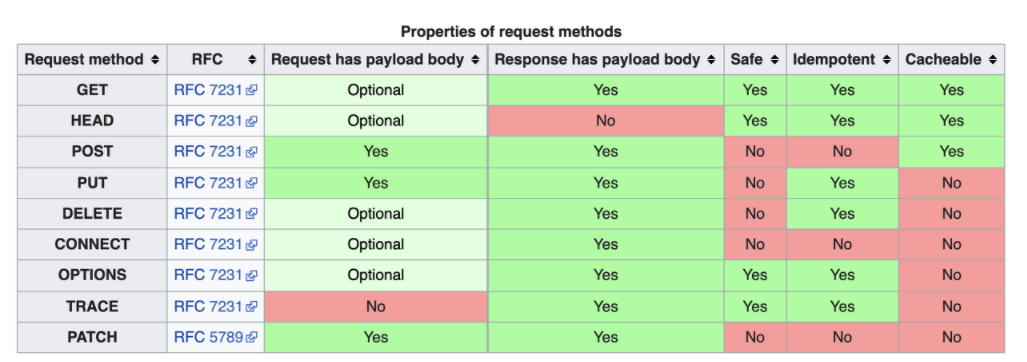 Properties of request methods
Request method RFC Request has payload body Response has payload body Safe Idempotent Cacheable
GET RFC 7231 Optional Yes Yes Yes Yes
HEAD RFC 7231 Optional No Yes Yes Yes
POST RFC 7231 Yes Yes No No Yes
PUT RFC 7231 Yes Yes No Yes No
DELETE RFC 7231 Optional Yes No Yes No
CONNECT RFC 7231 Optional Yes No No No
OPTIONS RFC 7231 Optional Yes Yes Yes No
TRACE RFC 7231 No Yes Yes Yes No
PATCH RFC 5789 Yes Yes No No No